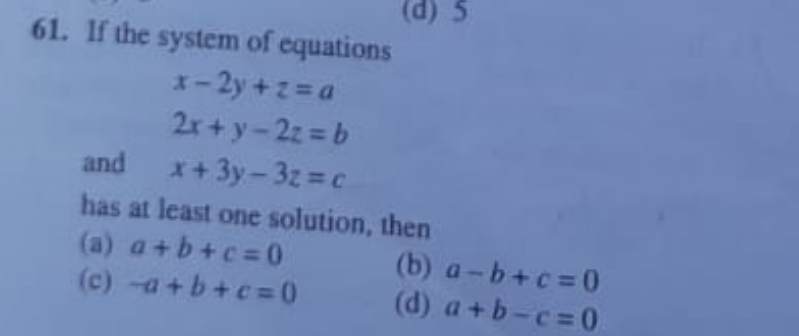 (d) 5
61. If the system of equations
x – 2y + z = a
2x + y – 2z = b
and x + 3y – 3z = c
has at least one solution, then
(a) a + b + c = 0 (b) a – b + c = 0
(c) –a + b + c = 0 (d) a + b – c = 0